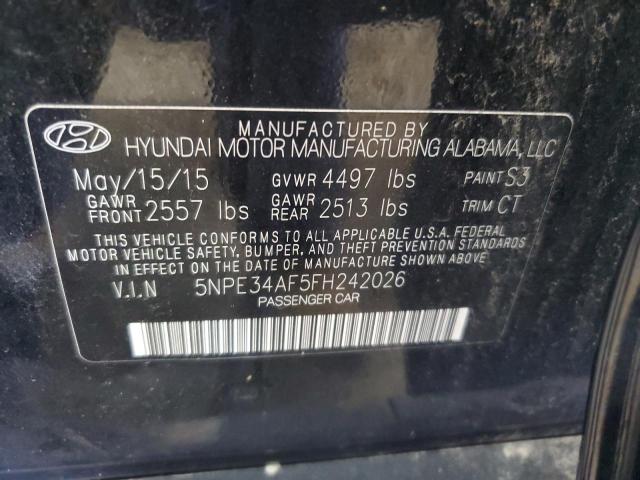 MANUFACTURED BY
HYUNDAI MOTOR MANUFACTURING ALABAMA, LLC
May/15/15 GVWR 4497 lbs PAINT S3
GAWR FRONT 2557 lbs GAWR REAR 2513 lbs TRIM CT
THIS VEHICLE CONFORMS TO ALL APPLICABLE U.S.A. FEDERAL
MOTOR VEHICLE SAFETY, BUMPER, AND THEFT PREVENTION STANDARDS
IN EFFECT ON THE DATE OF MANUFACTURE SHOWN ABOVE.
V.I.N 5NPE34AF5FH242026
PASSENGER CAR